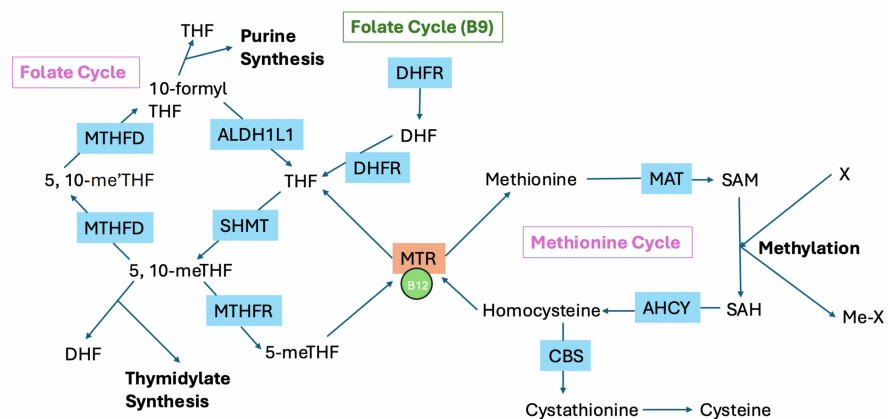 THF
Purine
Synthesis
Folate Cycle (B9)
Folate Cycle
DHFR
10-formyl
THF
MTHFD
ALDH1L1
DHF
DHFR
5, 10-me'THF
THF
Methionine
MAT
SAM
X
MTHFD
SHMT
Methionine Cycle
Methylation
MTR
B12
5, 10-meTHF
MTHFR
Homocysteine
AHCY
SAH
Me-X
DHF
5-meTHF
CBS
Thymidylate
Synthesis
Cystathionine
Cysteine